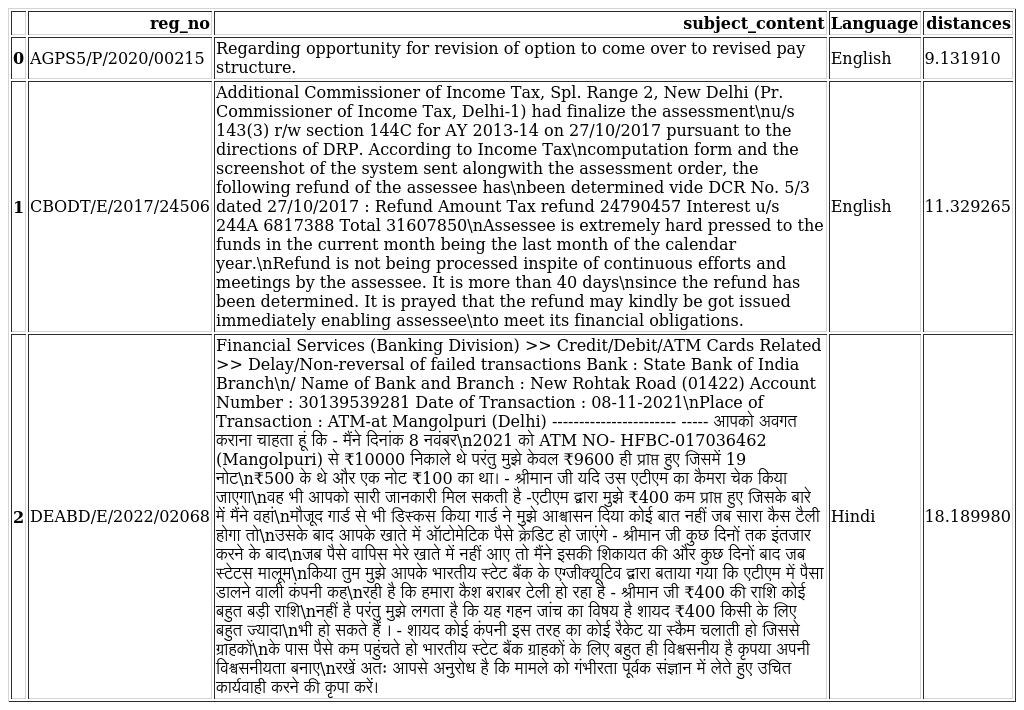 reg_no subject_content Language distances
0 AGPS5/P/2020/00215 Regarding opportunity for revision of option to come over to revised pay
structure. English 9.131910
Additional Commissioner of Income Tax, Spl. Range 2, New Delhi (Pr.
Commissioner of Income Tax, Delhi-1) had finalize the assessment\nu/s
143(3) r/w section 144C for AY 2013-14 on 27/10/2017 pursuant to the
directions of DRP. According to Income Tax\ncomputation form and the
screenshot of the system sent alongwith the assessment order, the
following refund of the assessee has\nbeen determined vide DCR No. 5/3
1 CBODT/E/2017/24506 dated 27/10/2017 : Refund Amount Tax refund 24790457 Interest u/s English 11.329265
244A 6817388 Total 31607850\nAssessee is extremely hard pressed to the
funds in the current month being the last month of the calendar
year.\nRefund is not being processed inspite of continuous efforts and
meetings by the assessee. It is more than 40 days\nsince the refund has
been determined. It is prayed that the refund may kindly be got issued
immediately enabling assessee\nto meet its financial obligations.
Financial Services (Banking Division) >> Credit/Debit/ATM Cards Related
>> Delay/Non-reversal of failed transactions Bank : State Bank of India
Branch\n/ Name of Bank and Branch : New Rohtak Road (01422) Account
Number : 30139539281 Date of Transaction : 08-11-2021\nPlace of
Transaction : ATM-at Mangolpuri (Delhi) ----------------------- ----- आपको अवगत
कराना चाहता हूं कि - मैंने दिनांक 8 नवंबर\n2021 को ATM NO- HFBC-017036462
(Mangolpuri) से ₹10000 निकाले थे परंतु मुझे केवल ₹9600 ही प्राप्त हुए जिसमें 19
नोट\n₹500 के थे और एक नोट ₹100 का था। - श्रीमान जी यदि उस एटीएम का कैमरा चेक किया
जाएगा\nवह भी आपको सारी जानकारी मिल सकती है -एटीएम द्वारा मुझे ₹400 कम प्राप्त हुए जिसके बारे
2 DEABD/E/2022/02068 में मैंने वहां\nमौजूद गार्ड से भी डिस्कस किया गार्ड ने मुझे आश्वासन दिया कोई बात नहीं जब सारा कैस टैली Hindi 18.189980
होगा तो\nउसके बाद आपके खाते में ऑटोमेटिक पैसे क्रेडिट हो जाएंगे - श्रीमान जी कुछ दिनों तक इंतजार
करने के बाद\nजब पैसे वापिस मेरे खाते में नहीं आए तो मैंने इसकी शिकायत की और कुछ दिनों बाद जब
स्टेटस मालूम\nकिया तुम मुझे आपके भारतीय स्टेट बैंक के एग्जीक्यूटिव द्वारा बताया गया कि एटीएम में पैसा
डालने वाली कंपनी कह\nरही है कि हमारा कैश बराबर टेली हो रहा है - श्रीमान जी ₹400 की राशि कोई
बहुत बड़ी राशि\nनहीं है परंतु मुझे लगता है कि यह गहन जांच का विषय है शायद ₹400 किसी के लिए
बहुत ज्यादा\nभी हो सकते हैं । - शायद कोई कंपनी इस तरह का कोई रैकेट या स्कैम चलाती हो जिससे
ग्राहकों\nके पास पैसे कम पहुंचते हो भारतीय स्टेट बैंक ग्राहकों के लिए बहुत ही विश्वसनीय है कृपया अपनी
विश्वसनीयता बनाए\nरखें अतः आपसे अनुरोध है कि मामले को गंभीरता पूर्वक संज्ञान में लेते हुए उचित
कार्यवाही करने की कृपा करें।